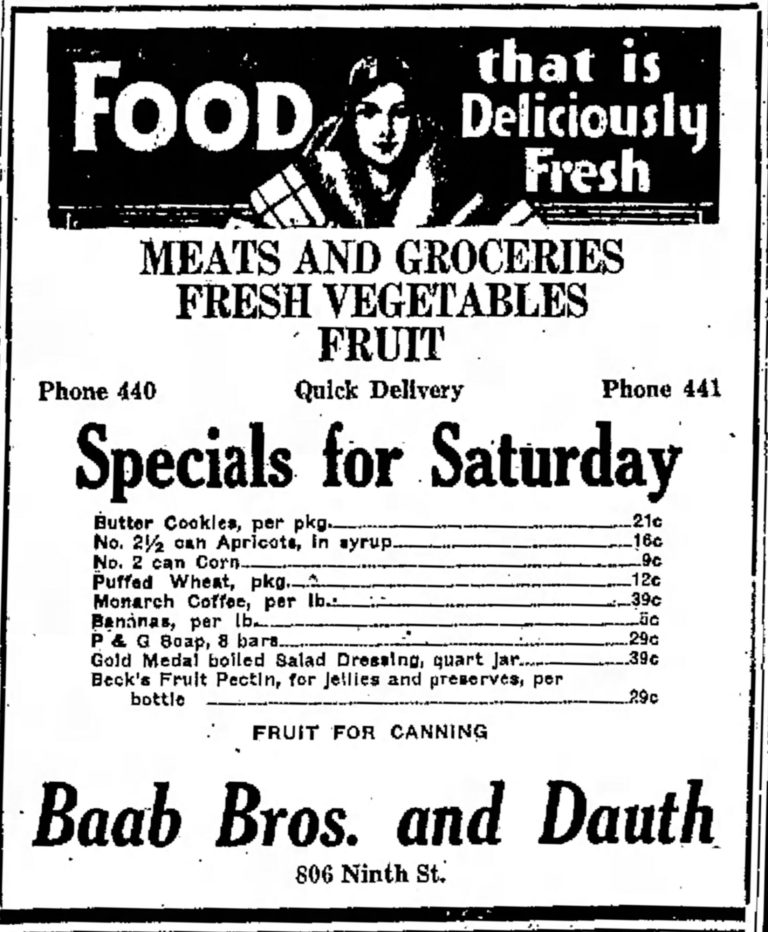 FOOD
that is
Deliciously
Fresh
MEATS AND GROCERIES
FRESH VEGETABLES
FRUIT
Phone 440 Quick Delivery Phone 441
Specials for Saturday
Butter Cookies, per pkg. 21c
No. 2½ can Apricots, in syrup 16c
No. 2 can Corn 9c
Puffed Wheat, pkg. 12c
Monarch Coffee, per lb. 39c
Bananas, per lb. 5c
P & G Soap, 8 bars 29c
Gold Medal boiled Salad Dressing, quart jar 39c
Beck's Fruit Pectin, for jellies and preserves, per
bottle 29c
FRUIT FOR CANNING
Baab Bros. and Dauth
806 Ninth St.